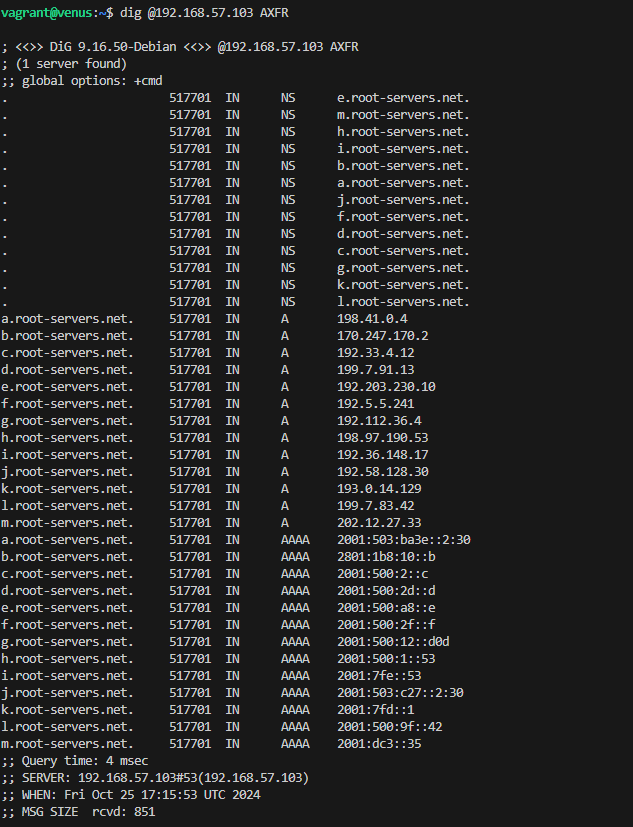 vagrant@venus:~$ dig @192.168.57.103 AXFR
; <<>> DiG 9.16.50-Debian <<>> @192.168.57.103 AXFR
; (1 server found)
;; global options: +cmd
. 517701 IN NS e.root-servers.net.
. 517701 IN NS m.root-servers.net.
. 517701 IN NS h.root-servers.net.
. 517701 IN NS i.root-servers.net.
. 517701 IN NS b.root-servers.net.
. 517701 IN NS a.root-servers.net.
. 517701 IN NS j.root-servers.net.
. 517701 IN NS f.root-servers.net.
. 517701 IN NS d.root-servers.net.
. 517701 IN NS c.root-servers.net.
. 517701 IN NS g.root-servers.net.
. 517701 IN NS k.root-servers.net.
. 517701 IN NS l.root-servers.net.
a.root-servers.net. 517701 IN A 198.41.0.4
b.root-servers.net. 517701 IN A 170.247.170.2
c.root-servers.net. 517701 IN A 192.33.4.12
d.root-servers.net. 517701 IN A 199.7.91.13
e.root-servers.net. 517701 IN A 192.203.230.10
f.root-servers.net. 517701 IN A 192.5.5.241
g.root-servers.net. 517701 IN A 192.112.36.4
h.root-servers.net. 517701 IN A 198.97.190.53
i.root-servers.net. 517701 IN A 192.36.148.17
j.root-servers.net. 517701 IN A 192.58.128.30
k.root-servers.net. 517701 IN A 193.0.14.129
l.root-servers.net. 517701 IN A 199.7.83.42
m.root-servers.net. 517701 IN A 202.12.27.33
a.root-servers.net. 517701 IN AAAA 2001:503:ba3e::2:30
b.root-servers.net. 517701 IN AAAA 2801:1b8:10::b
c.root-servers.net. 517701 IN AAAA 2001:500:2::c
d.root-servers.net. 517701 IN AAAA 2001:500:2d::d
e.root-servers.net. 517701 IN AAAA 2001:500:a8::e
f.root-servers.net. 517701 IN AAAA 2001:500:2f::f
g.root-servers.net. 517701 IN AAAA 2001:500:12::d0d
h.root-servers.net. 517701 IN AAAA 2001:500:1::53
i.root-servers.net. 517701 IN AAAA 2001:7fe::53
j.root-servers.net. 517701 IN AAAA 2001:503:c27::2:30
k.root-servers.net. 517701 IN AAAA 2001:7fd::1
l.root-servers.net. 517701 IN AAAA 2001:500:9f::42
m.root-servers.net. 517701 IN AAAA 2001:dc3::35
;; Query time: 4 msec
;; SERVER: 192.168.57.103#53(192.168.57.103)
;; WHEN: Fri Oct 25 17:15:53 UTC 2024
;; MSG SIZE rcvd: 851